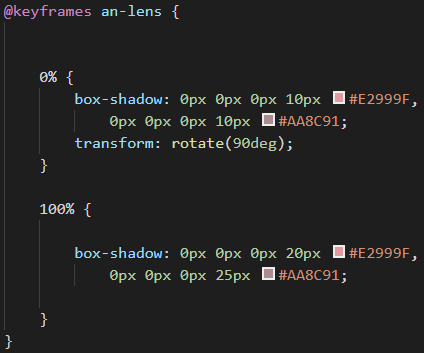 @keyframes an-lens {
0% {
box-shadow: 0px 0px 0px 10px #E2999F,
0px 0px 0px 10px #AA8C91;
transform: rotate(90deg);
}
100% {
box-shadow: 0px 0px 0px 20px #E2999F,
0px 0px 0px 25px #AA8C91;
}
}